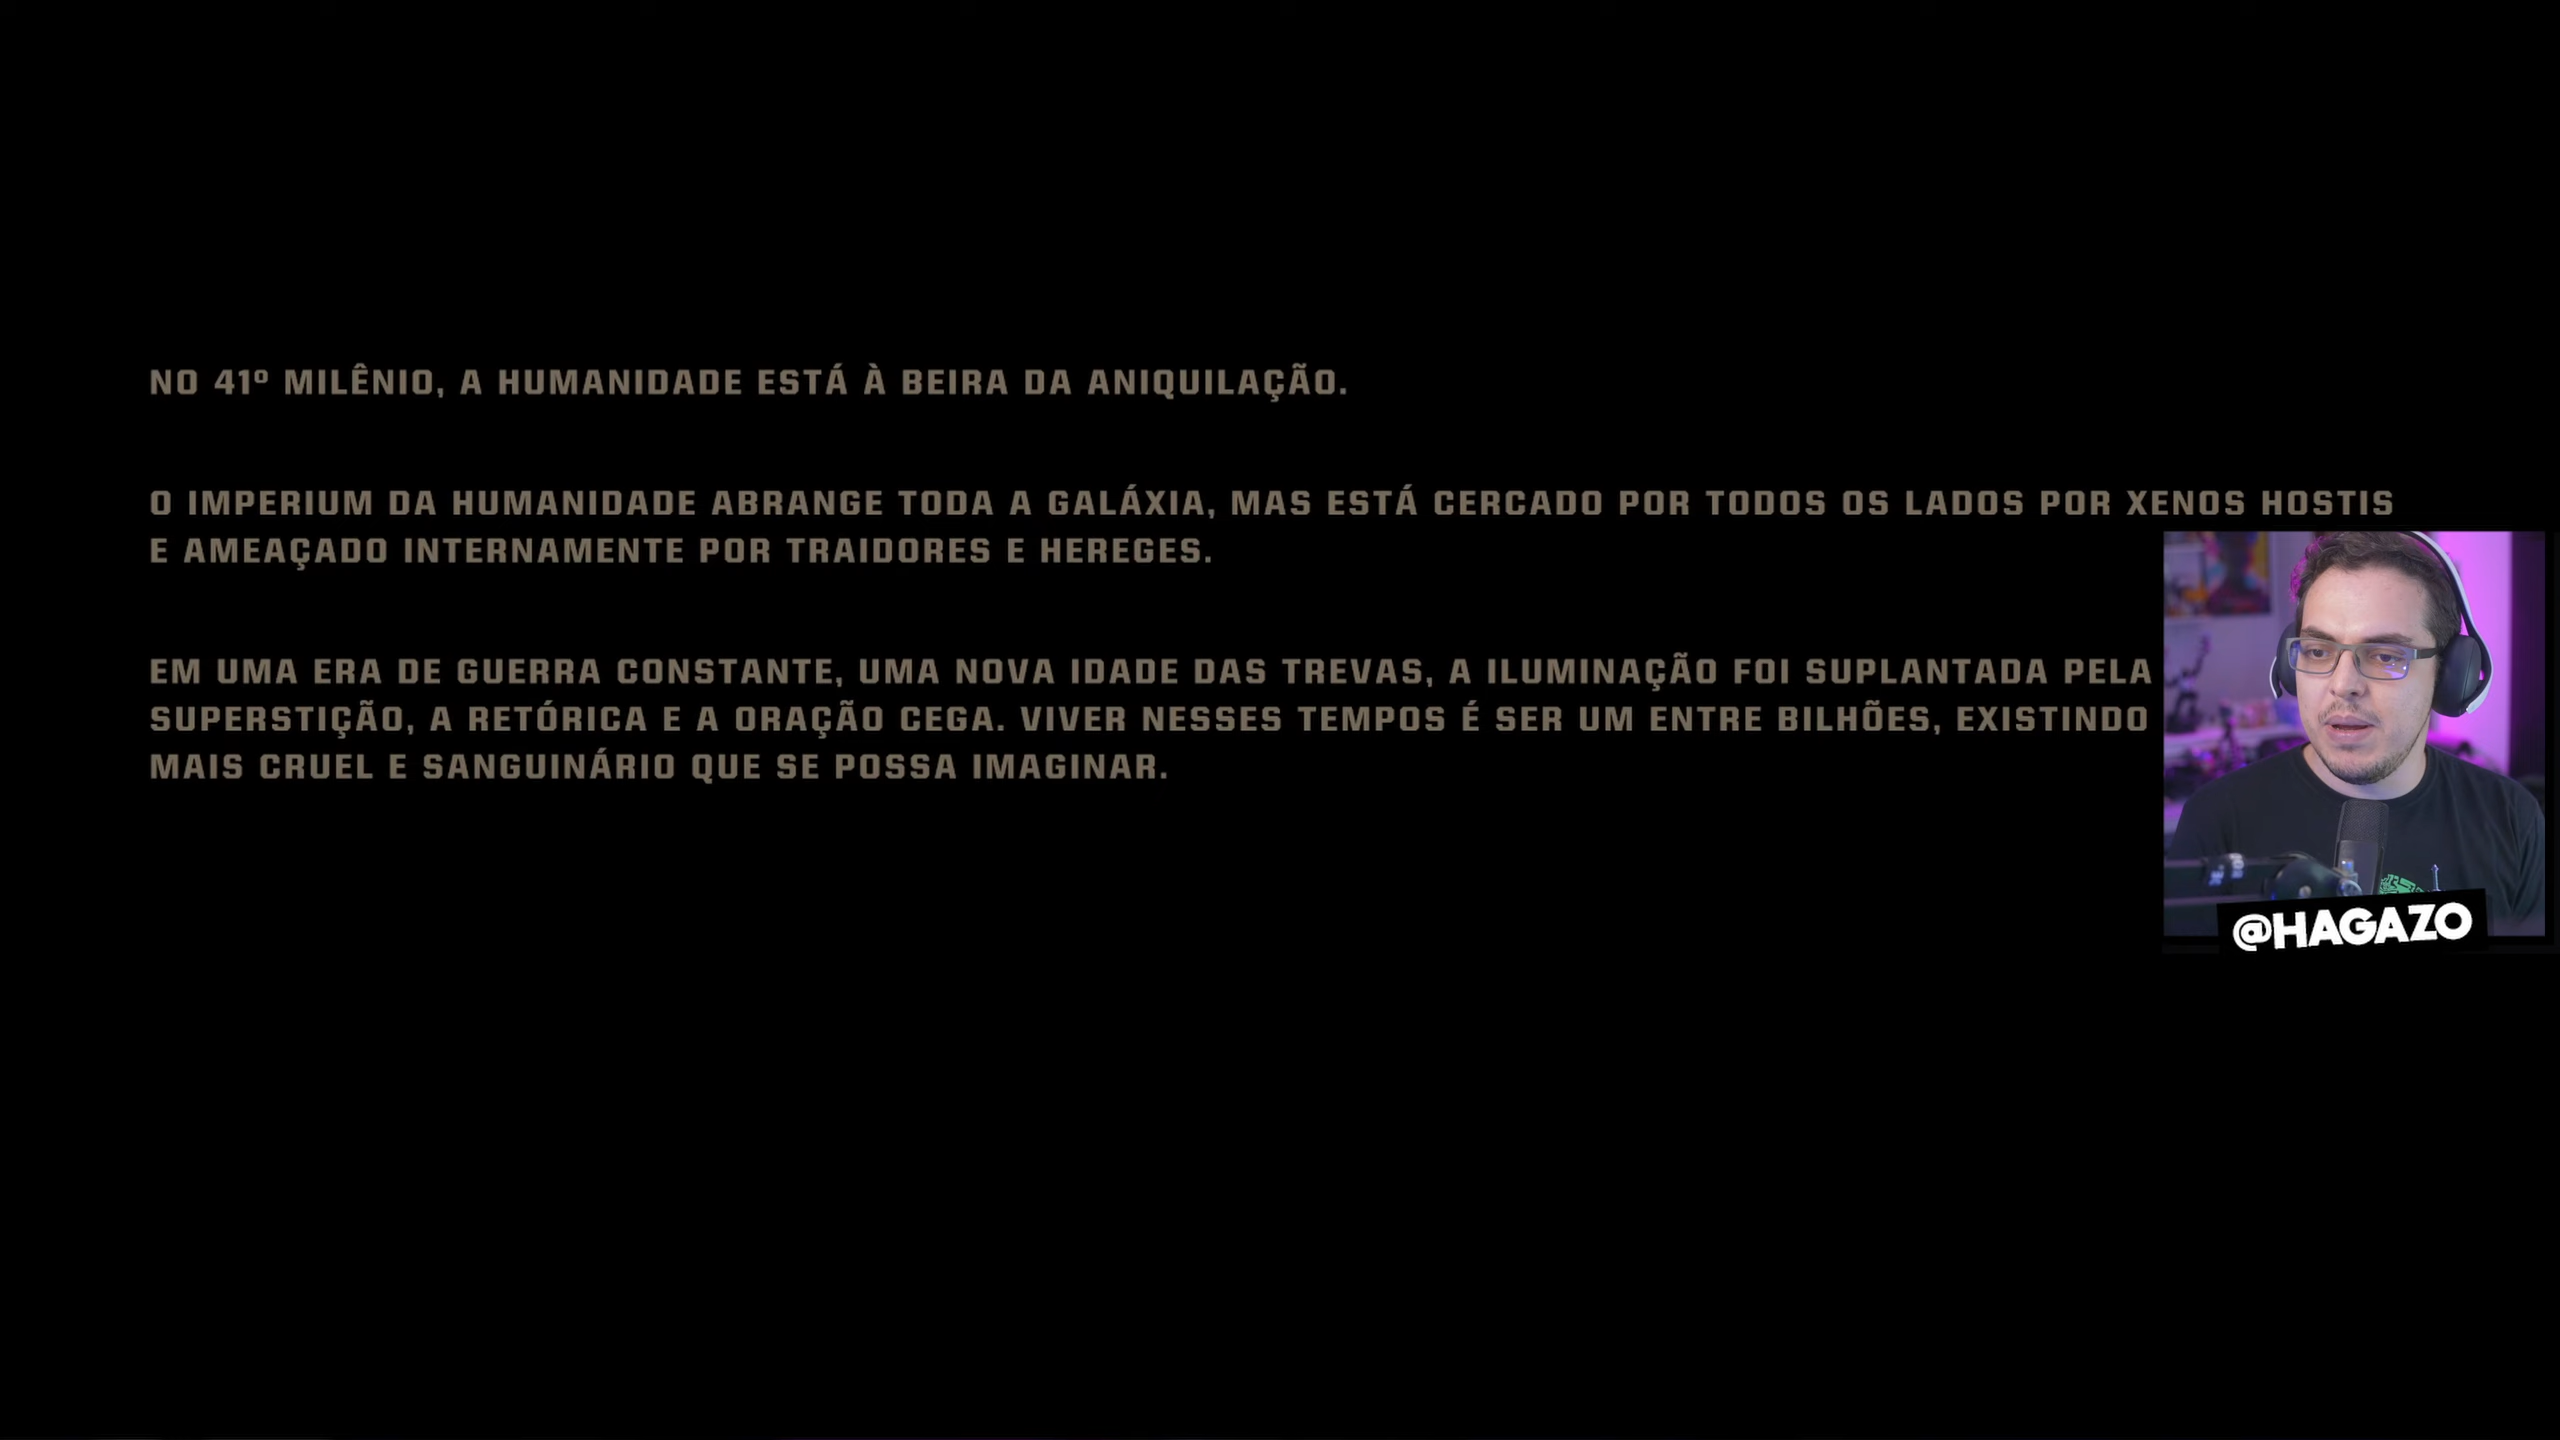 NO 41º MILÊNIO, A HUMANIDADE ESTÁ À BEIRA DA ANIQUILAÇÃO.
O IMPERIUM DA HUMANIDADE ABRANGE TODA A GALÁXIA, MAS ESTÁ CERCADO POR TODOS OS LADOS POR XENOS HOSTIS
E AMEAÇADO INTERNAMENTE POR TRAIDORES E HEREGES.
EM UMA ERA DE GUERRA CONSTANTE, UMA NOVA IDADE DAS TREVAS, A ILUMINAÇÃO FOI SUPLANTADA PELA
SUPERSTIÇÃO, A RETÓRICA E A ORAÇÃO CEGA. VIVER NESSES TEMPOS É SER UM ENTRE BILHÕES, EXISTINDO
MAIS CRUEL E SANGUINÁRIO QUE SE POSSA IMAGINAR.
@HAGAZO